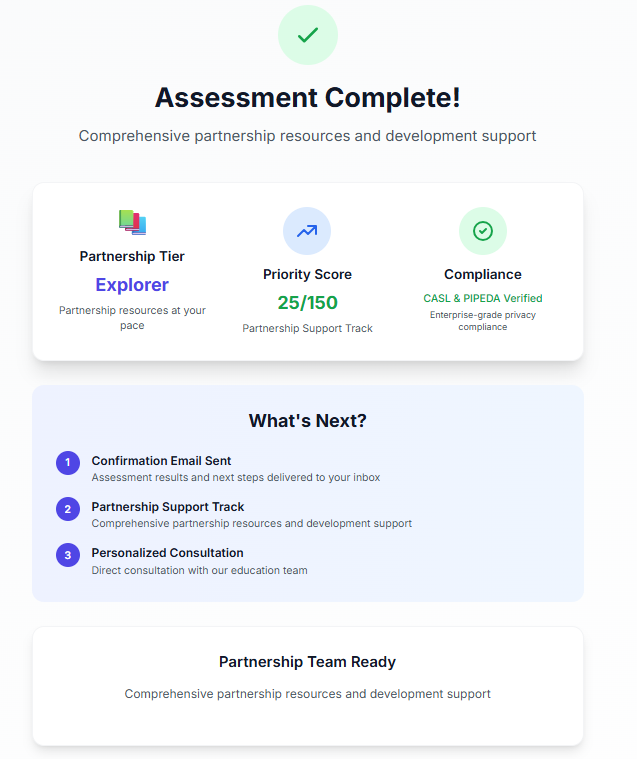 Assessment Complete!
Comprehensive partnership resources and development support
Partnership Tier
Explorer
Partnership resources at your
pace
Priority Score
25/150
Partnership Support Track
Compliance
CASL & PIPEDA Verified
Enterprise-grade privacy
compliance
What's Next?
1
Confirmation Email Sent
Assessment results and next steps delivered to your inbox
2
Partnership Support Track
Comprehensive partnership resources and development support
3
Personalized Consultation
Direct consultation with our education team
Partnership Team Ready
Comprehensive partnership resources and development support